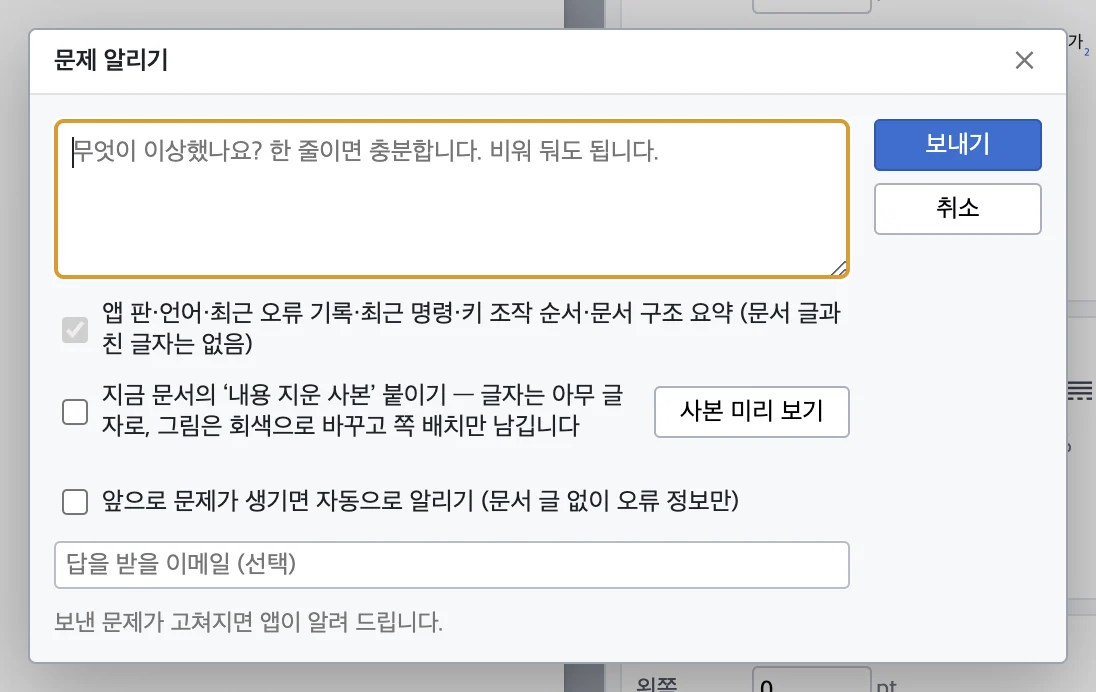 문제 알리기
가2
무엇이 이상했나요? 한 줄이면 충분합니다. 비워 둬도 됩니다.
보내기
취소
앱 판·언어·최근 오류 기록·최근 명령·키 조작 순서·문서 구조 요약 (문서 글과
친 글자는 없음)
지금 문서의 ‘내용 지운 사본’ 붙이기 — 글자는 아무 글
자로, 그림은 회색으로 바꾸고 쪽 배치만 남깁니다
사본 미리 보기
앞으로 문제가 생기면 자동으로 알리기 (문서 글 없이 오류 정보만)
답을 받을 이메일 (선택)
보낸 문제가 고쳐지면 앱이 알려 드립니다.
왼쪽 0 pt